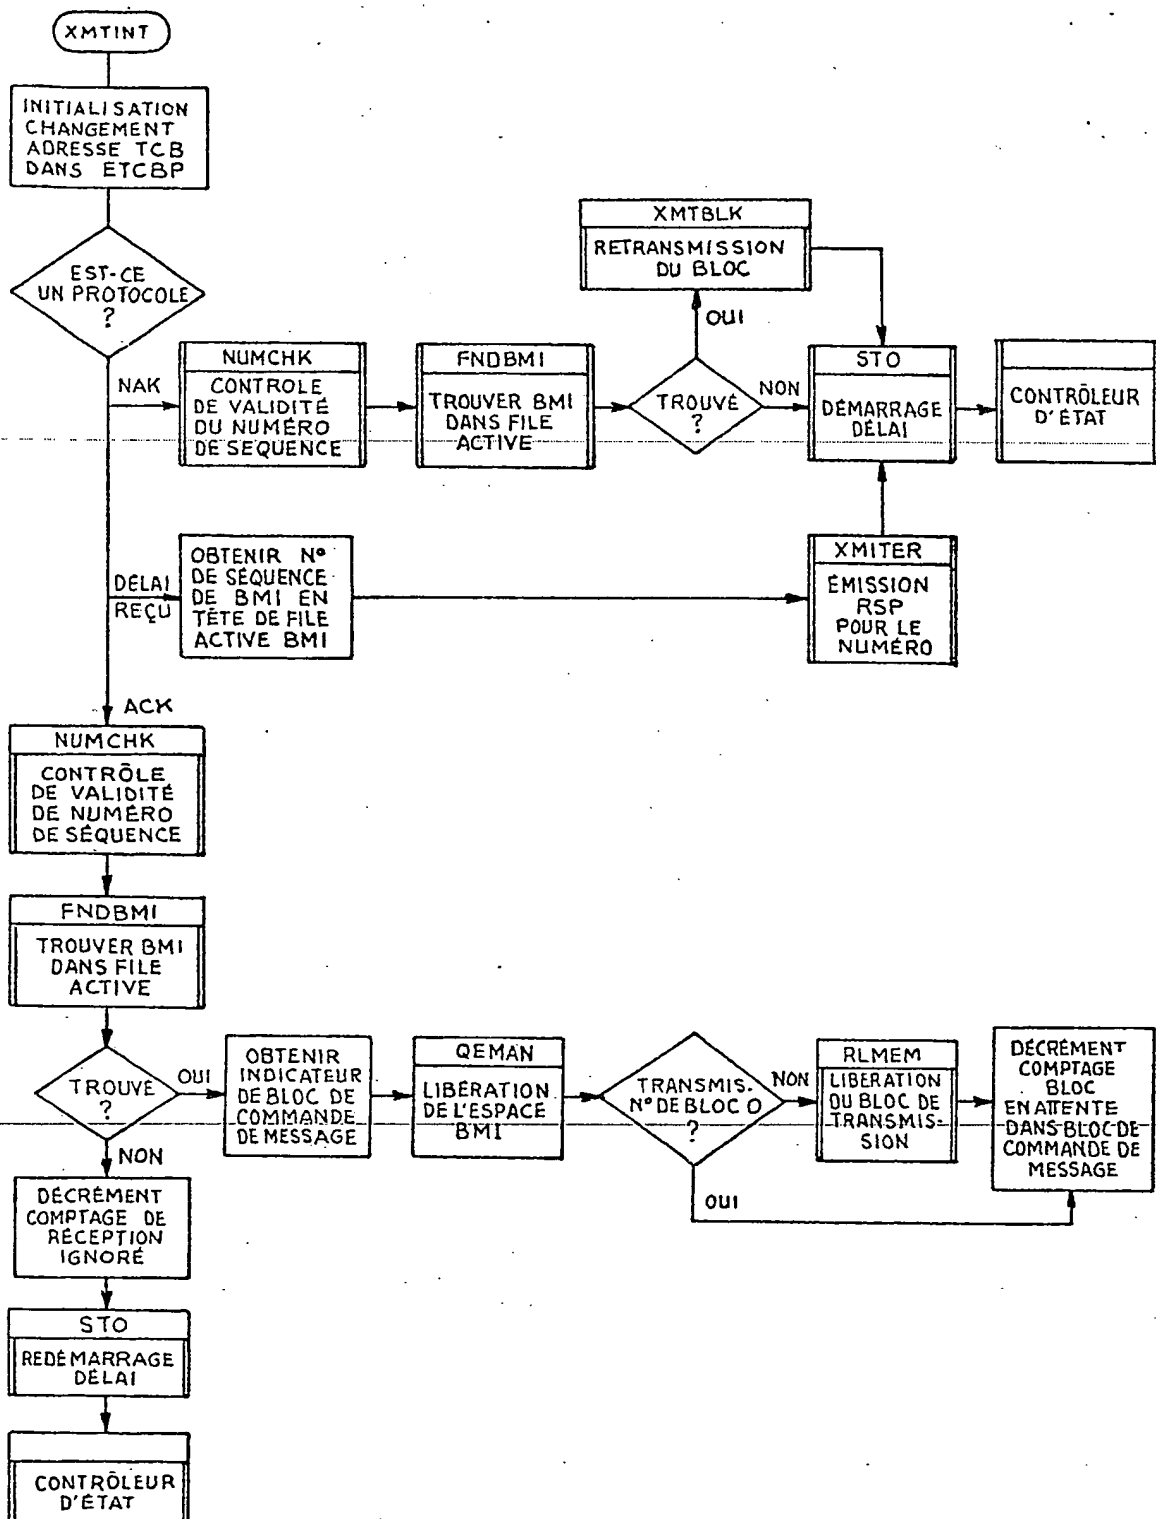 XMTINT
INITIALISATION
CHANGEMENT
ADRESSE TCB
DANS ETCBP
EST-CE
UN PROTOCOLE
?
XMTBLK
RETRANSMISSION
DU BLOC
OUI
NAK
NUMCHK
CONTROLE
DE VALIDITÉ
DU NUMÉRO
DE SEQUENCE
FNDBMI
TROUVER BMI
DANS FILE
ACTIVE
TROUVÉ
?
NON
STO
DÉMARRAGE
DÉLAI
CONTRÔLEUR
D'ÉTAT
DÉLAI
REÇU
OBTENIR N°
DE SÉQUENCE
DE BMI EN
TÊTE DE FILE
ACTIVE BMI
XMITER
ÉMISSION
RSP
POUR LE
NUMÉRO
ACK
NUMCHK
CONTRÔLE
DE VALIDITÉ
DE NUMÉRO
DE SÉQUENCE
FNDBMI
TROUVER BMI
DANS FILE
ACTIVE
TROUVÉ
?
OUI
OBTENIR
INDICATEUR
DE BLOC DE
COMMANDE
DE MESSAGE
QEMAN
LIBÉRATION
DE L'ESPACE
BMI
TRANSMIS.
N° DE BLOC O
?
NON
RLMEM
LIBÉRATION
DU BLOC DE
TRANSMIS-
SION
DÉCRÉMENT
COMPTAGE
BLOC
EN ATTENTE
DANS BLOC DE
COMMANDE DE
MESSAGE
OUI
NON
DÉCRÉMENT
COMPTAGE DE
RÉCEPTION
IGNORÉ
STO
REDÉMARRAGE
DÉLAI
CONTRÔLEUR
D'ÉTAT